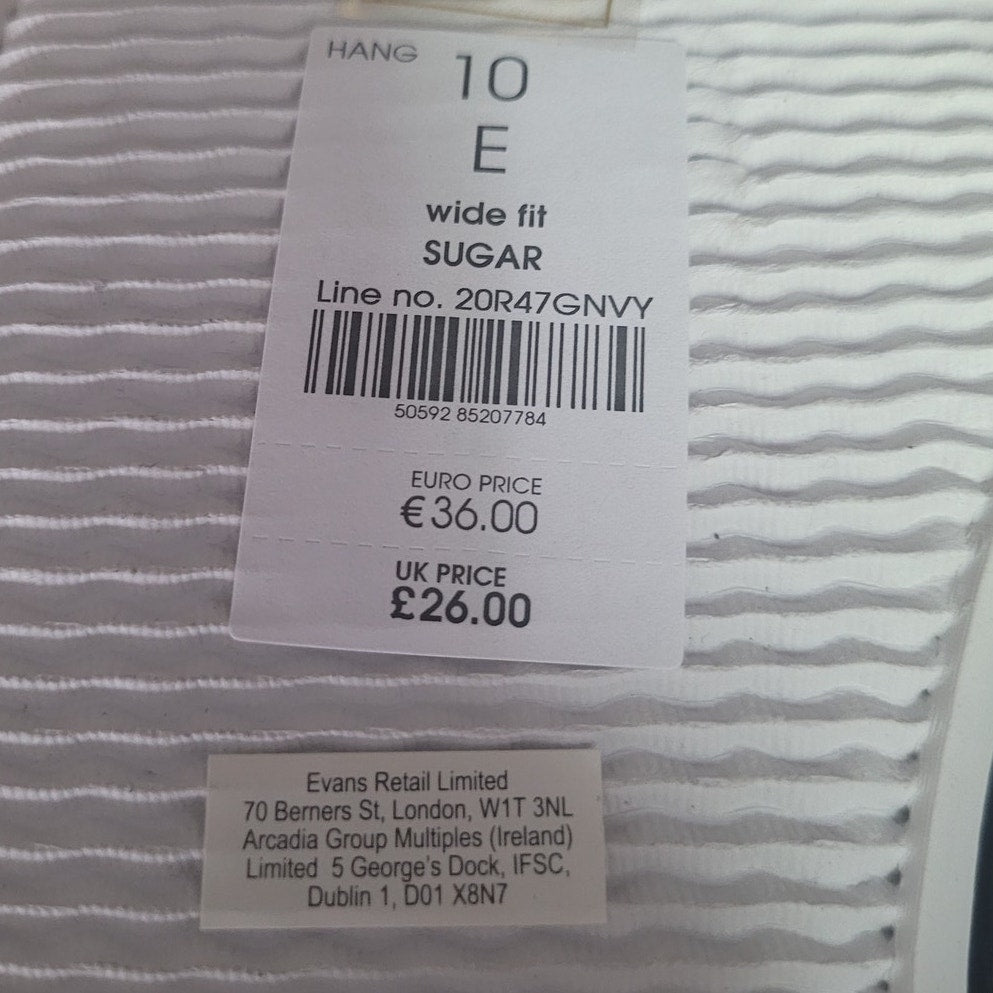 HANG
10
E
wide fit
SUGAR
Line no. 20R47GNVY
50592 85207784
EURO PRICE
€36.00
UK PRICE
£26.00
Evans Retail Limited
70 Berners St, London, W1T 3NL
Arcadia Group Multiples (Ireland)
Limited 5 George's Dock, IFSC,
Dublin 1, D01 X8N7